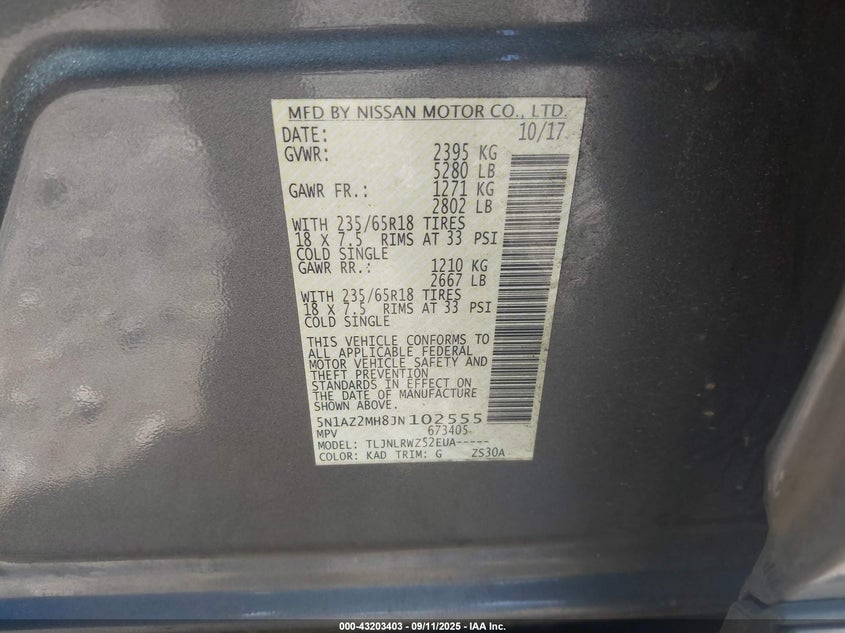 MFD BY NISSAN MOTOR CO., LTD.
DATE: 10/17
GVWR: 2395 KG
5280 LB
GAWR FR.: 1271 KG
2802 LB
WITH 235/65R18 TIRES
18 X 7.5 RIMS AT 33 PSI
COLD SINGLE
GAWR RR.: 1210 KG
2667 LB
WITH 235/65R18 TIRES
18 X 7.5 RIMS AT 33 PSI
COLD SINGLE
THIS VEHICLE CONFORMS TO
ALL APPLICABLE FEDERAL
MOTOR VEHICLE SAFETY AND
THEFT PREVENTION
STANDARDS IN EFFECT ON
THE DATE OF MANUFACTURE
SHOWN ABOVE.
5N1AZ2MH8JN102555
MPV 673405-
MODEL: TLJNLRWZ52EUA-----
COLOR: KAD TRIM: G ZS30A
000-43203403 - 09/11/2025 - IAA Inc.